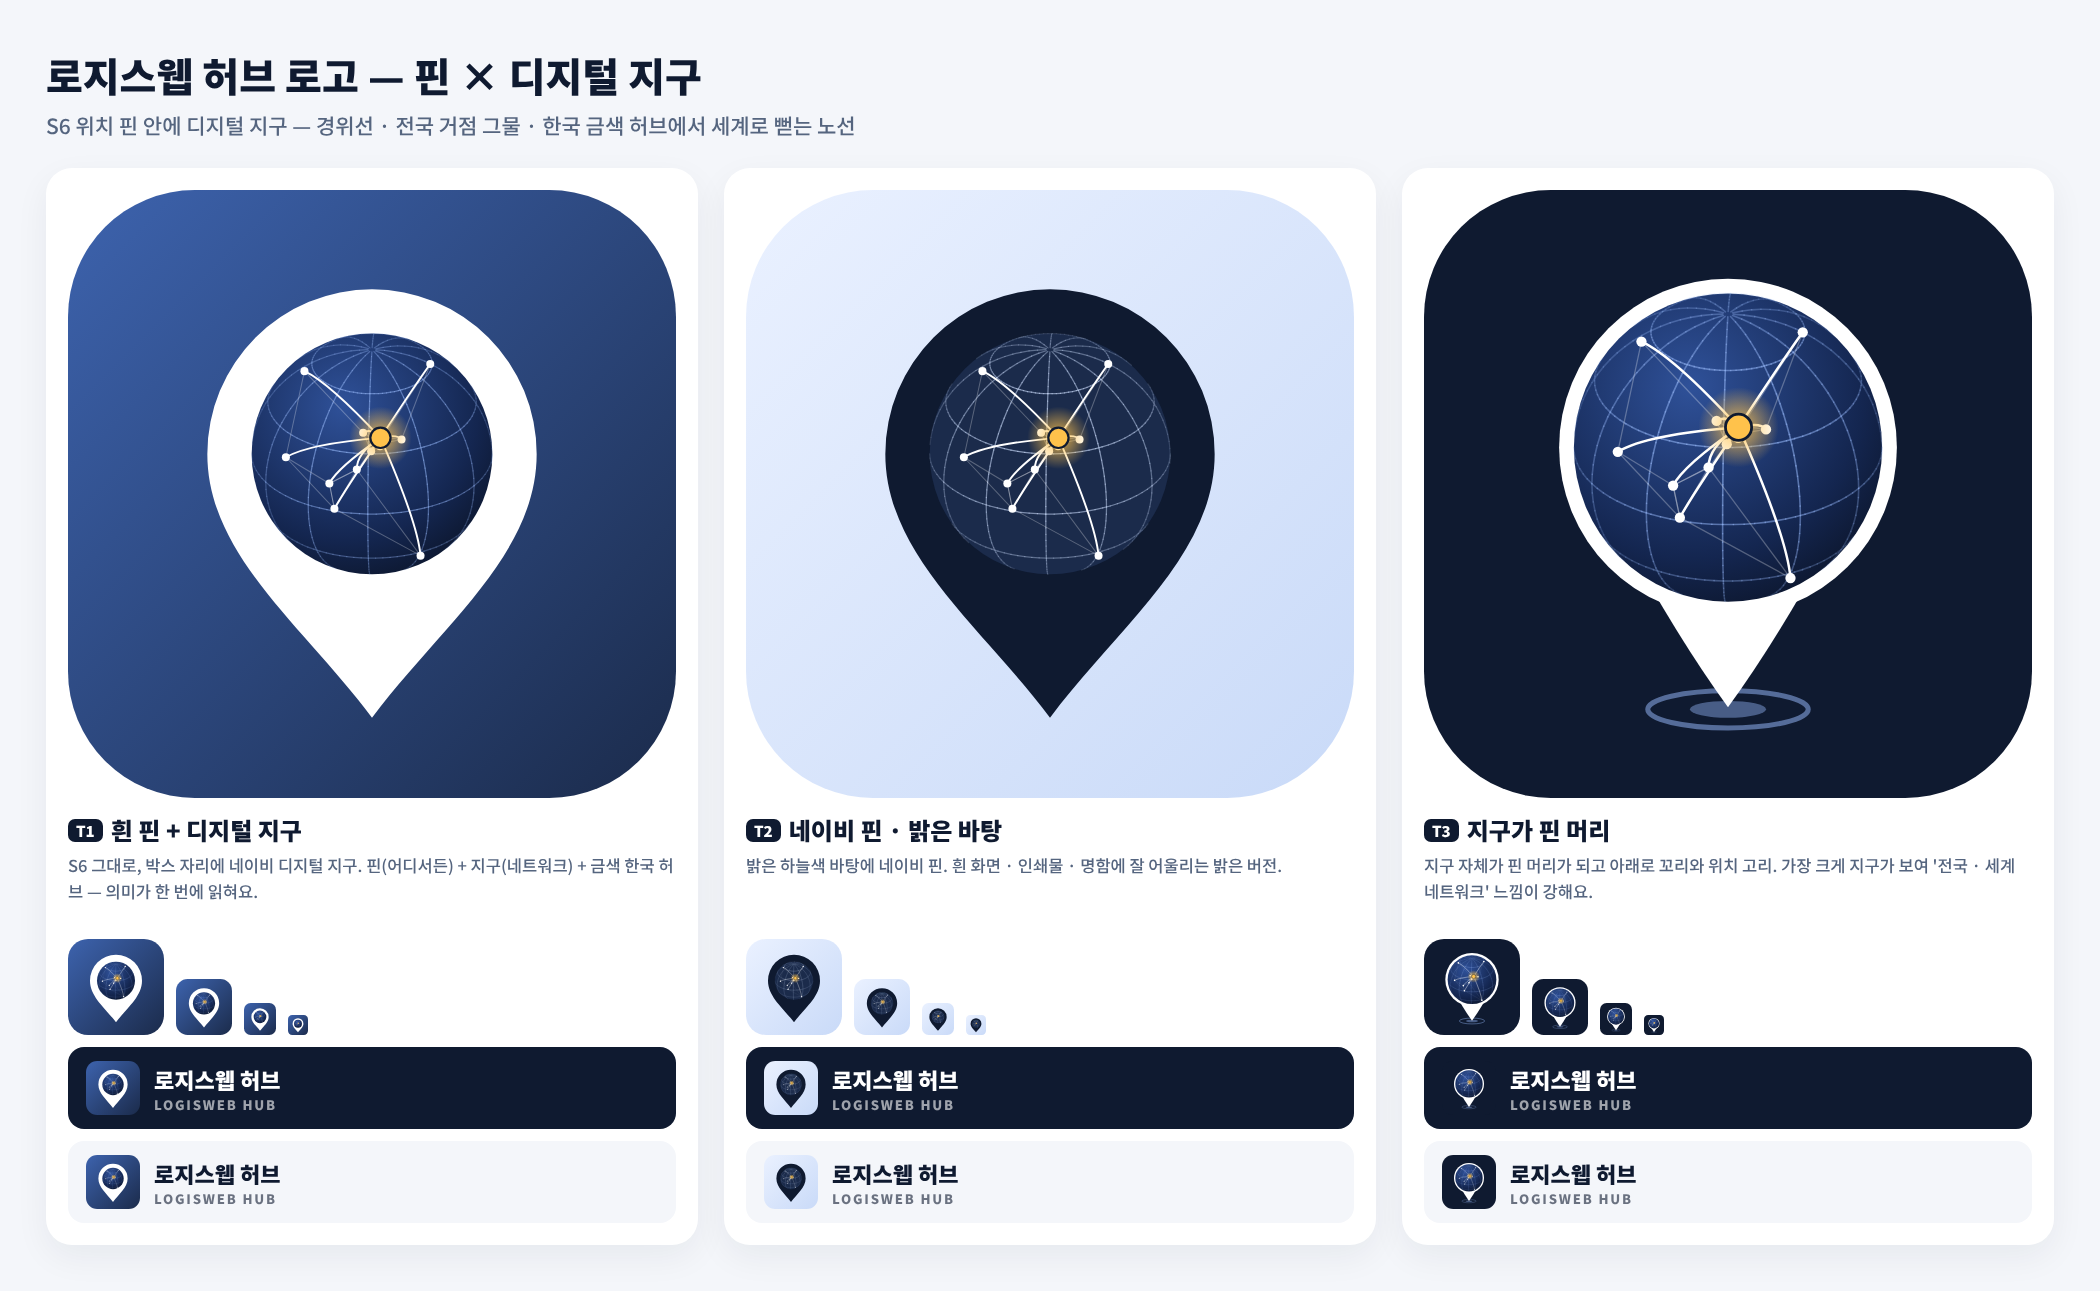 로지스웹 허브 로고 — 핀 × 디지털 지구
S6 위치 핀 안에 디지털 지구 — 경위선 · 전국 거점 그물 · 한국 금색 허브에서 세계로 뻗는 노선
T1 흰 핀 + 디지털 지구
S6 그대로, 박스 자리에 네이비 디지털 지구. 핀(어디서든) + 지구(네트워크) + 금색 한국 허
브 — 의미가 한 번에 읽혀요.
로지스웹 허브
LOGISWEB HUB
로지스웹 허브
LOGISWEB HUB
T2 네이비 핀 · 밝은 바탕
밝은 하늘색 바탕에 네이비 핀. 흰 화면 · 인쇄물 · 명함에 잘 어울리는 밝은 버전.
로지스웹 허브
LOGISWEB HUB
로지스웹 허브
LOGISWEB HUB
T3 지구가 핀 머리
지구 자체가 핀 머리가 되고 아래로 꼬리와 위치 고리. 가장 크게 지구가 보여 '전국 · 세계
네트워크' 느낌이 강해요.
로지스웹 허브
LOGISWEB HUB
로지스웹 허브
LOGISWEB HUB